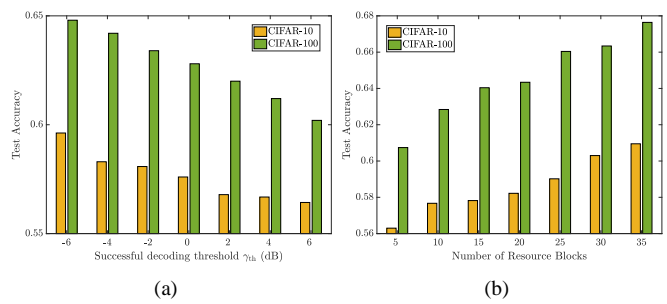 0.65
0.6
0.55
Test Accuracy
CIFAR-10
CIFAR-100
-6 -4 -2 0 2 4 6
Successful decoding threshold γth (dB)
(a)
0.68
0.66
0.64
0.62
0.6
0.58
0.56
Test Accuracy
CIFAR-10
CIFAR-100
5 10 15 20 25 30 35
Number of Resource Blocks
(b)